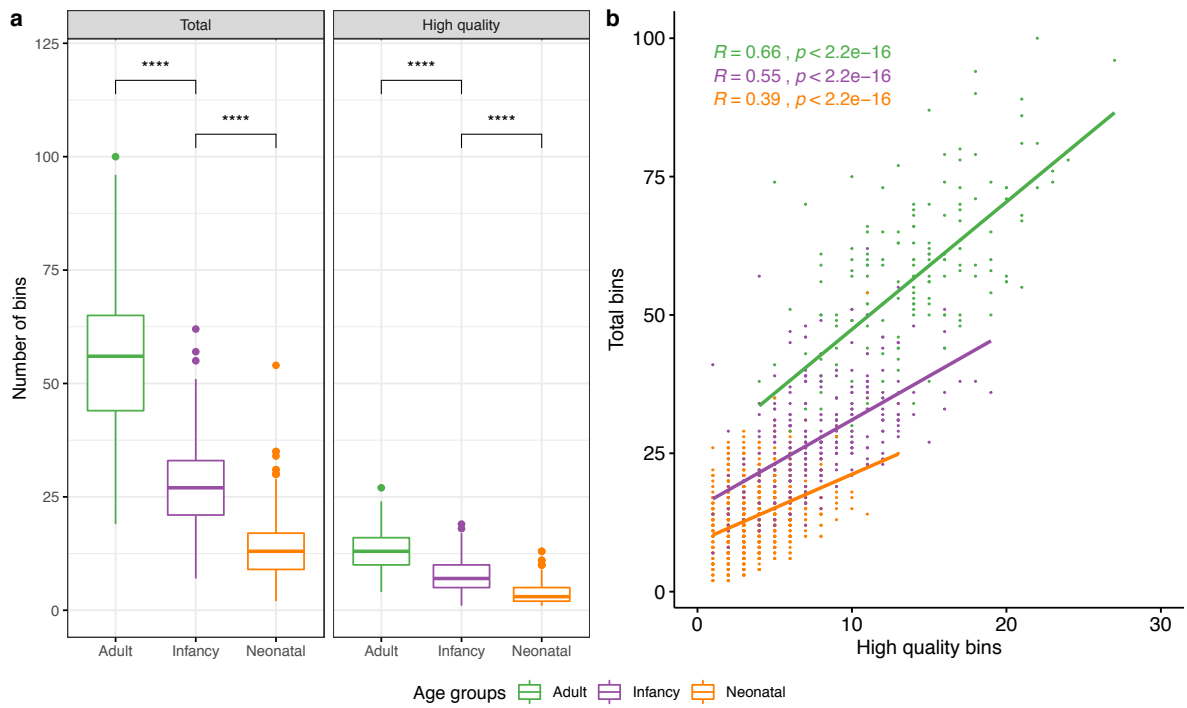 a
Total
High quality
Number of bins
125
100
75
50
25
0
****
****
****
****
Adult
Infancy
Neonatal
Adult
Infancy
Neonatal
b
R = 0.66 , p < 2.2e−16
R = 0.55 , p < 2.2e−16
R = 0.39 , p < 2.2e−16
Total bins
100
75
50
25
0
0
10
20
30
High quality bins
Age groups Adult Infancy Neonatal